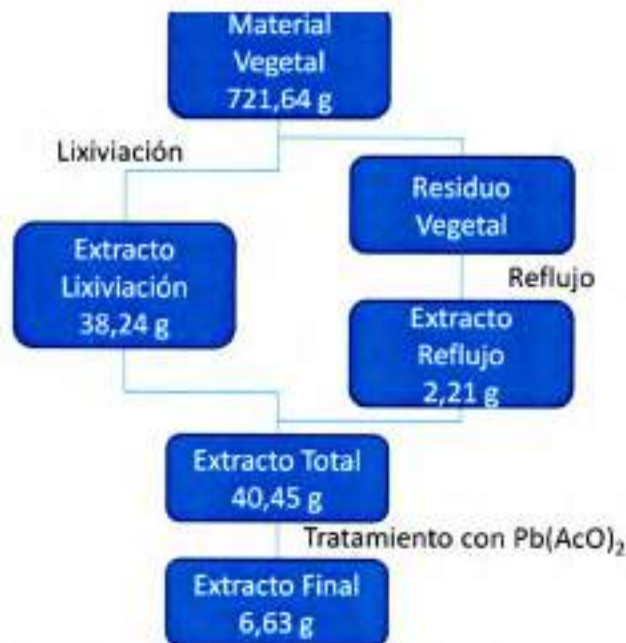 Material
Vegetal
721,64 g
Lixiviación
Residuo
Vegetal
Extracto
Lixiviación
38,24 g
Reflujo
Extracto
Reflujo
2,21 g
Extracto Total
40,45 g
Tratamiento con Pb(AcO)₂
Extracto Final
6,63 g